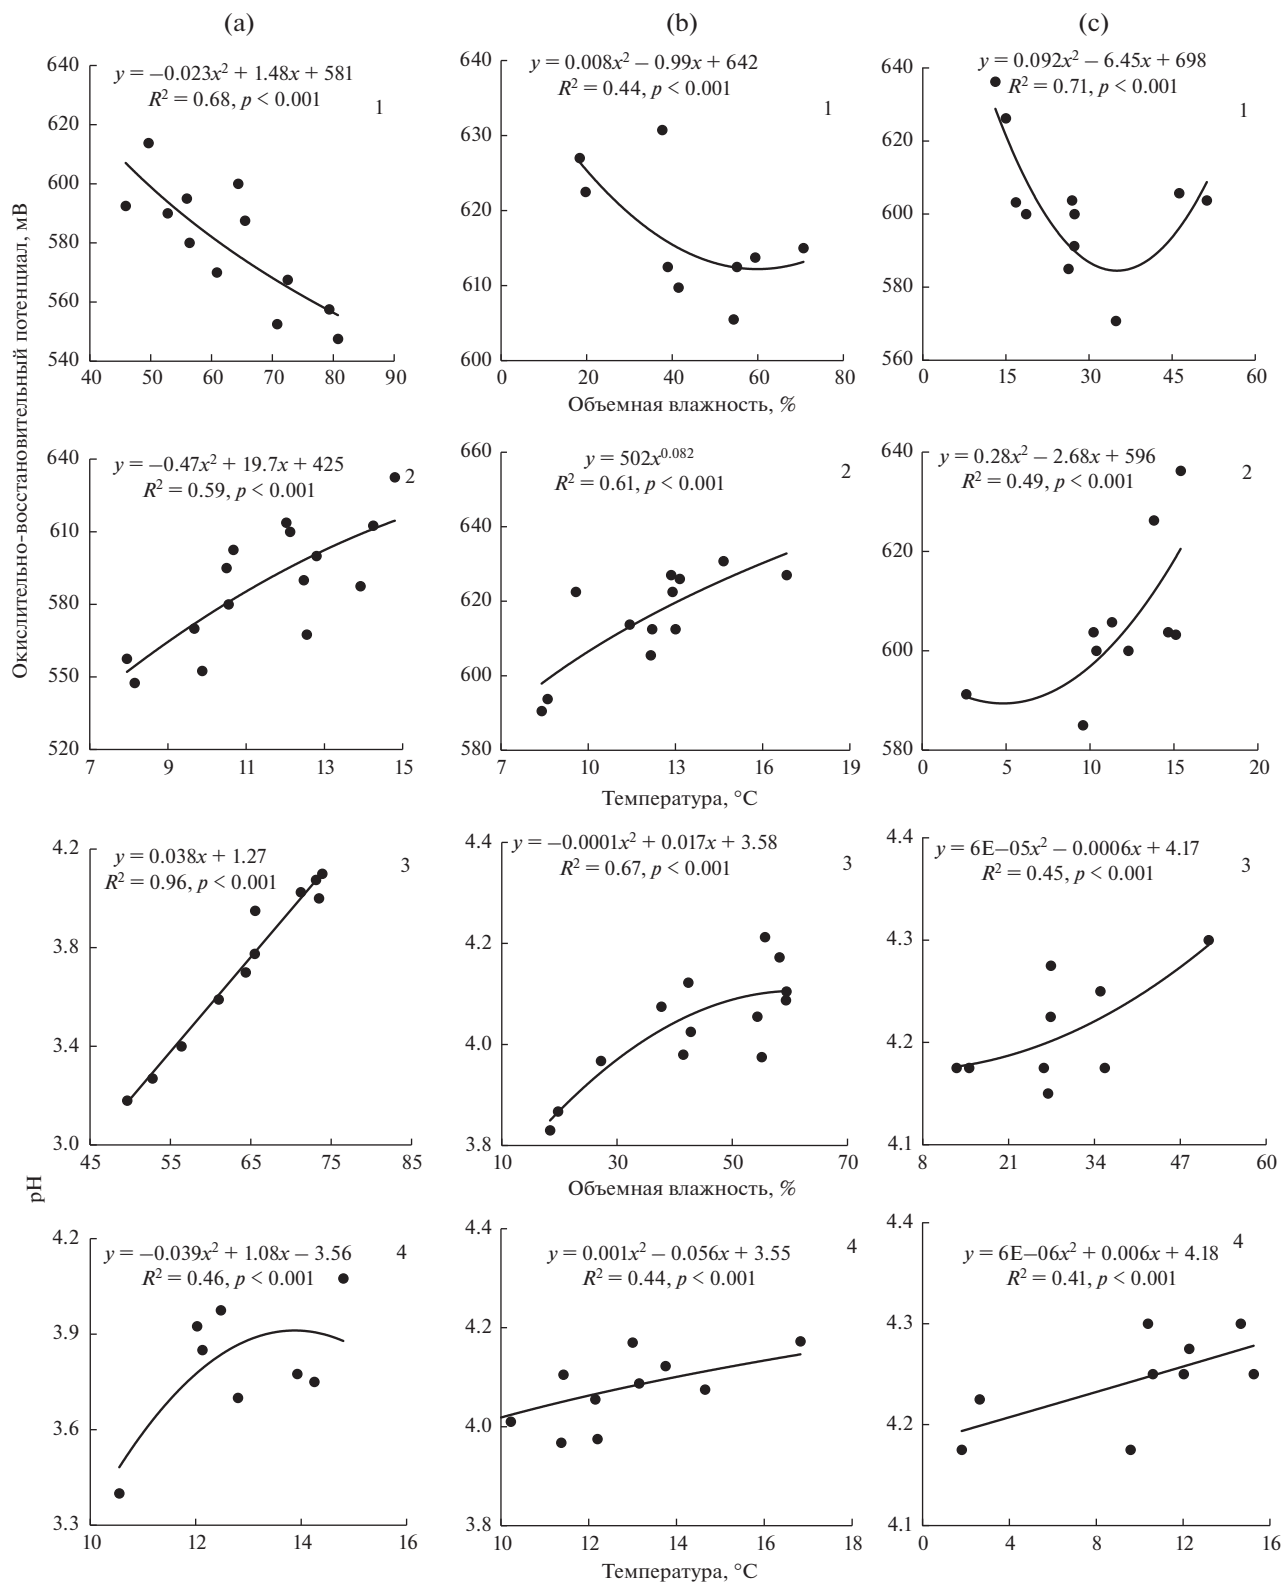 (a)
(b)
(c)
Окислительно-восстановительный потенциал, мВ
y = −0.023x² + 1.48x + 581
R² = 0.68, p < 0.001
1
640
620
600
580
560
540
40 50 60 70 80 90
y = 0.008x² − 0.99x + 642
R² = 0.44, p < 0.001
1
640
630
620
610
600
0 20 40 60 80
Объемная влажность, %
y = 0.092x² − 6.45x + 698
R² = 0.71, p < 0.001
1
640
620
600
580
560
0 15 30 45 60
y = −0.47x² + 19.7x + 425
R² = 0.59, p < 0.001
2
640
610
580
550
520
7 9 11 13 15
y = 502x⁰·⁰⁸²
R² = 0.61, p < 0.001
2
660
640
620
600
580
7 10 13 16 19
Температура, °C
y = 0.28x² − 2.68x + 596
R² = 0.49, p < 0.001
2
640
620
600
580
0 5 10 15 20
pH
y = 0.038x + 1.27
R² = 0.96, p < 0.001
3
4.2
3.8
3.4
3.0
45 55 65 75 85
y = −0.0001x² + 0.017x + 3.58
R² = 0.67, p < 0.001
3
4.4
4.2
4.0
3.8
10 30 50 70
Объемная влажность, %
y = 6E−05x² − 0.0006x + 4.17
R² = 0.45, p < 0.001
3
4.4
4.3
4.2
4.1
8 21 34 47 60
y = −0.039x² + 1.08x − 3.56
R² = 0.46, p < 0.001
4
4.2
3.9
3.6
3.3
10 12 14 16
y = 0.001x² − 0.056x + 3.55
R² = 0.44, p < 0.001
4
4.4
4.2
4.0
3.8
10 12 14 16 18
Температура, °C
y = 6E−06x² + 0.006x + 4.18
R² = 0.41, p < 0.001
4
4.4
4.3
4.2
4.1
0 4 8 12 16